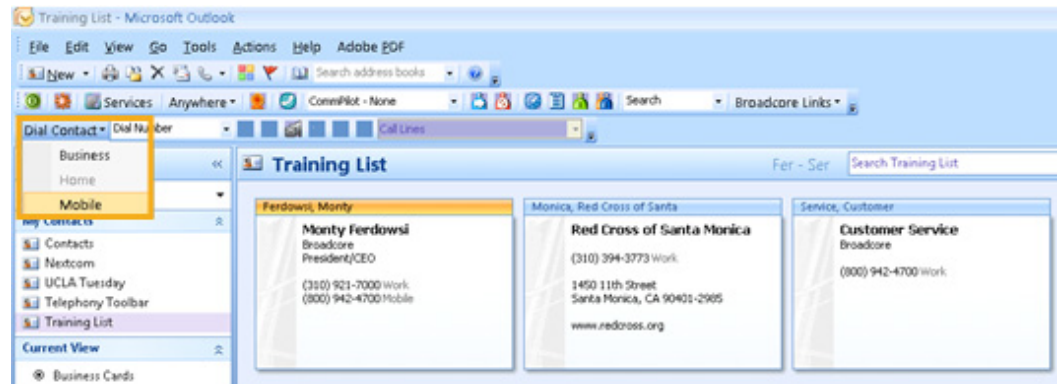 Training List - Microsoft Outlook
File Edit View Go Tools Actions Help Adobe PDF
New Search address books
Services Anywhere CommPilot - None Search Broadcore Links
Dial Contact Dial Number Call Lines
Business
Home
Mobile
Training List Fer - Ser Search Training List
My Contacts
Contacts
Nextcom
UCLA Tuesday
Telephony Toolbar
Training List
Current View
Business Cards
Ferdowsi, Monty
Monty Ferdowsi
Broadcore
President/CEO
(310) 921-7000 Work
(800) 942-4700 Mobile
Monica, Red Cross of Santa
Red Cross of Santa Monica
(310) 394-3773 Work
1450 11th Street
Santa Monica, CA 90401-2985
www.redcross.org
Service, Customer
Customer Service
Broadcore
(800) 942-4700 Work